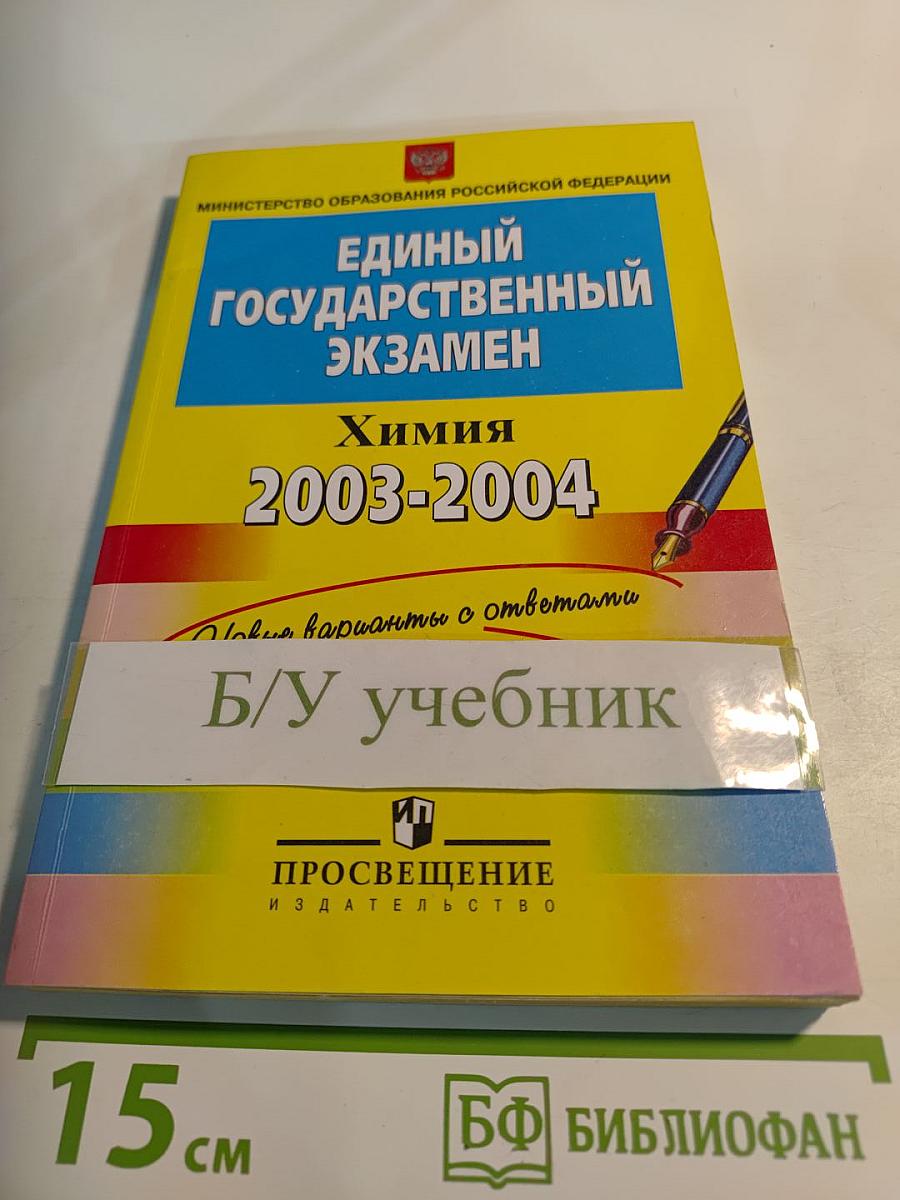 МИНИСТЕРСТВО ОБРАЗОВАНИЯ РОССИЙСКОЙ ФЕДЕРАЦИИ
ЕДИНЫЙ
ГОСУДАРСТВЕННЫЙ
ЭКЗАМЕН
Химия
2003-2004
Новые варианты с ответами
Б/У учебник
ИП
ПРОСВЕЩЕНИЕ
ИЗДАТЕЛЬСТВО
15 см
БФ БИБЛИОФАН